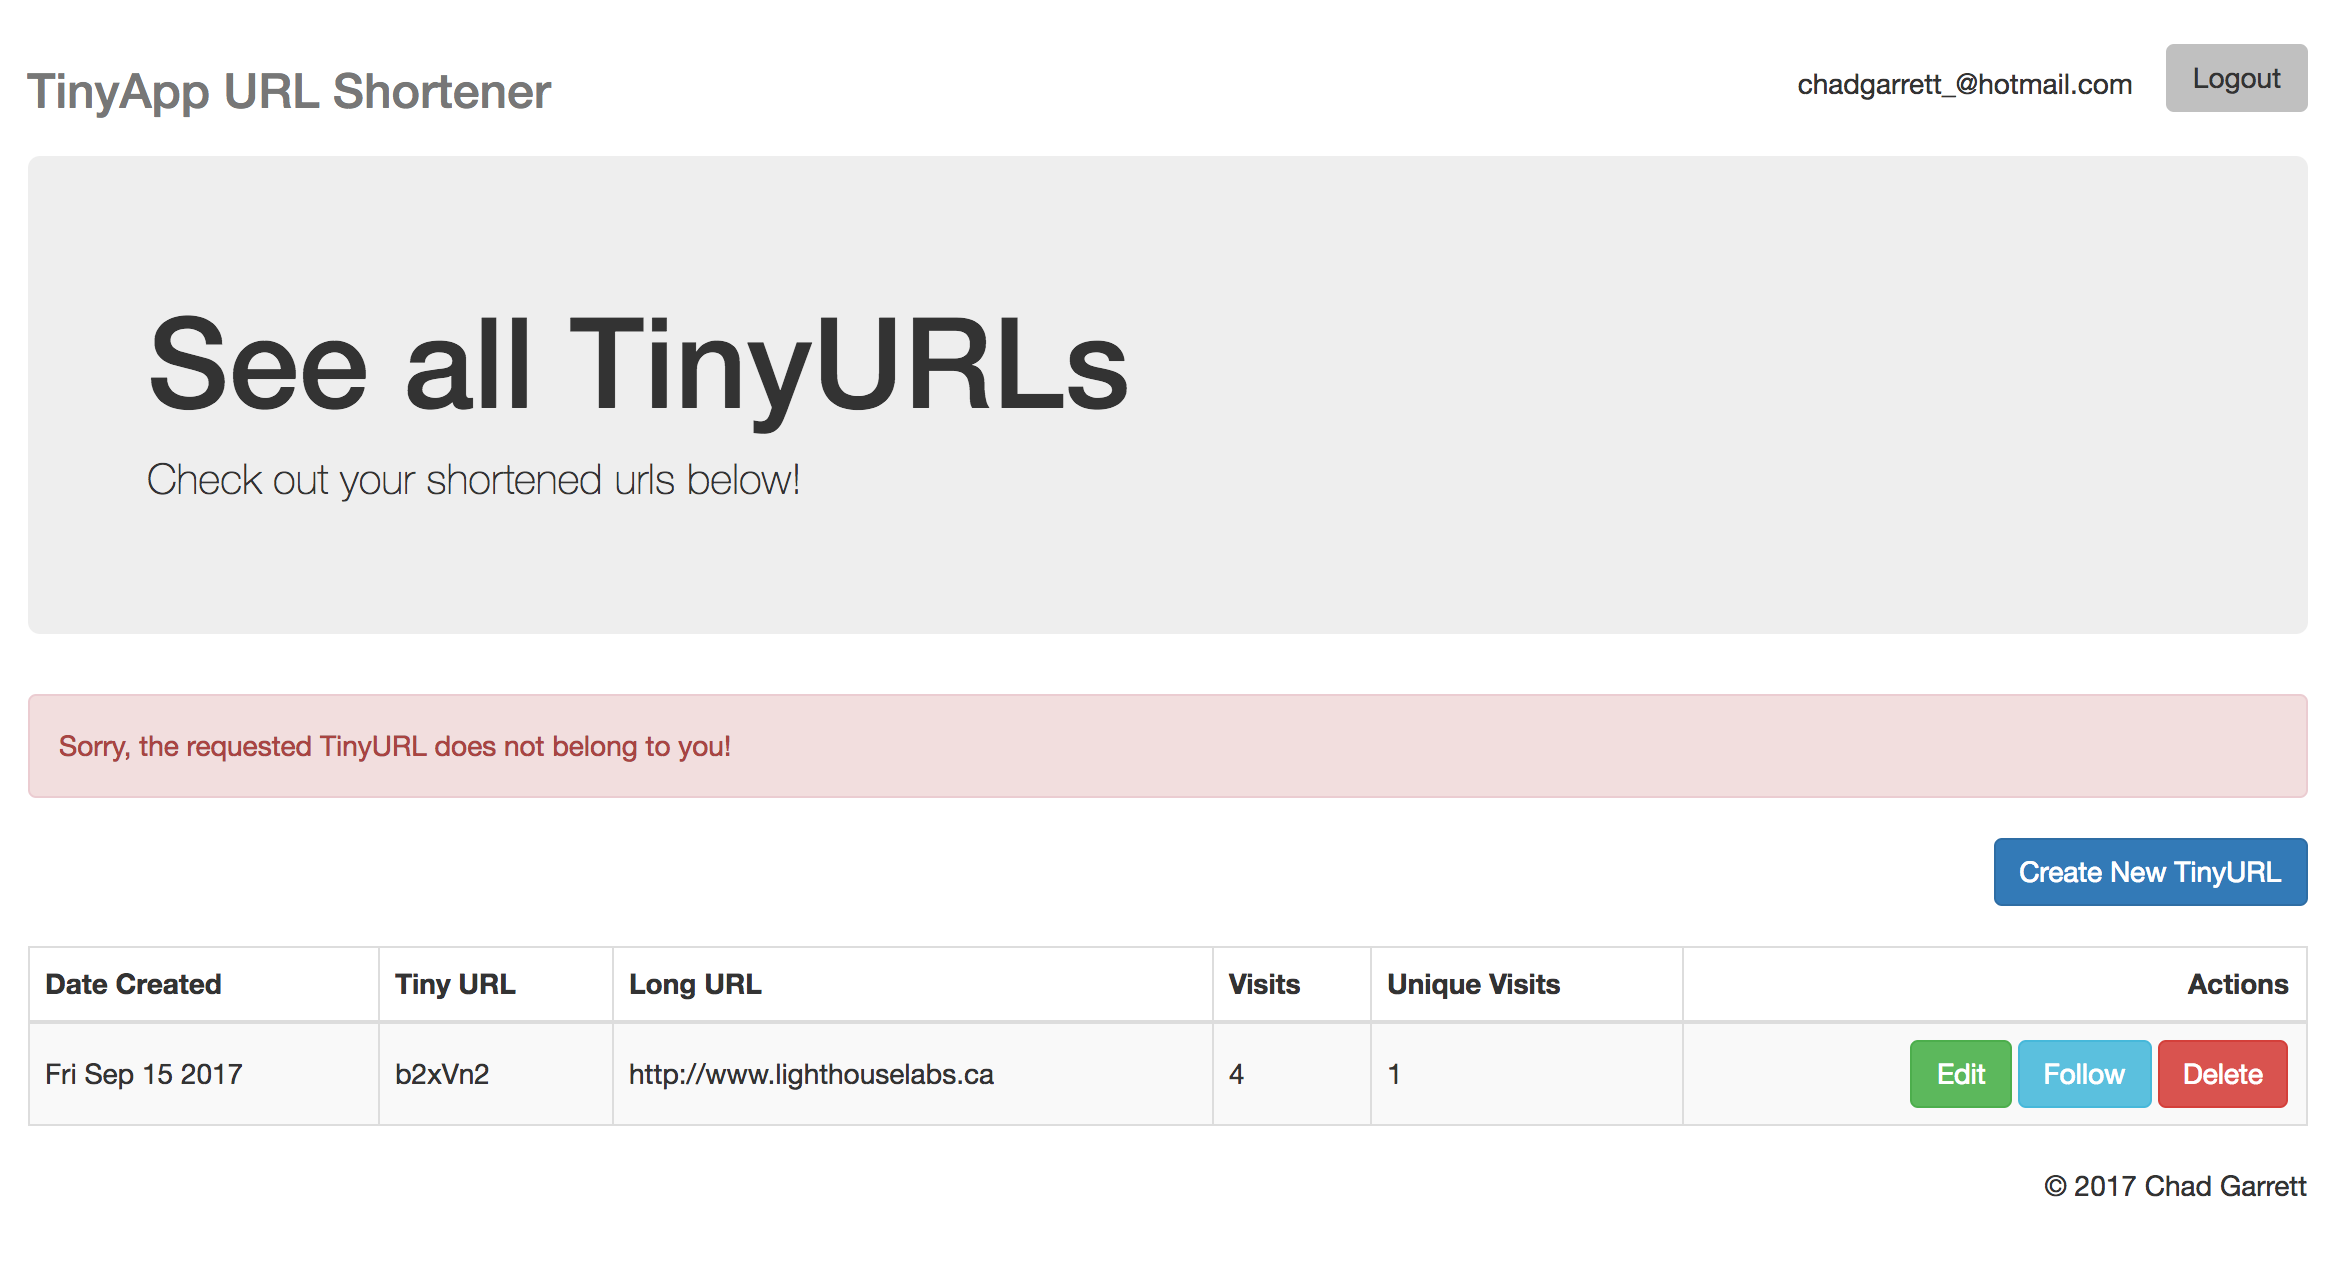 TinyApp URL Shortener
chadgarrett_@hotmail.com
Logout
See all TinyURLs
Check out your shortened urls below!
Sorry, the requested TinyURL does not belong to you!
Create New TinyURL
Date Created Tiny URL Long URL Visits Unique Visits Actions
Fri Sep 15 2017 b2xVn2 http://www.lighthouselabs.ca 4 1 Edit Follow Delete
© 2017 Chad Garrett